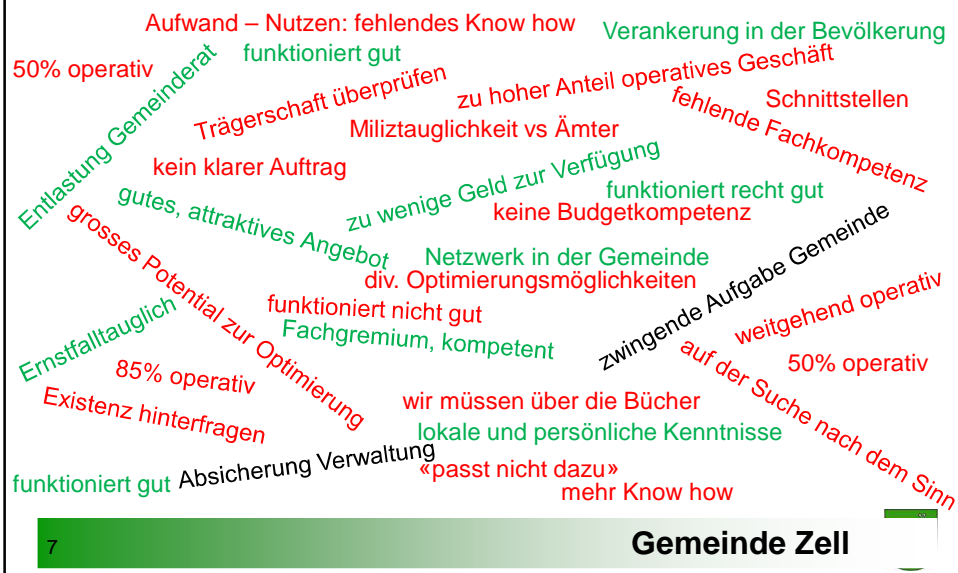 Aufwand – Nutzen: fehlendes Know how
Verankerung in der Bevölkerung
funktioniert gut
50% operativ
Entlastung Gemeinderat
Trägerschaft überprüfen
zu hoher Anteil operatives Geschäft
Schnittstellen
fehlende Fachkompetenz
Miliztauglichkeit vs Ämter
kein klarer Auftrag
zu wenige Geld zur Verfügung
funktioniert recht gut
gutes, attraktives Angebot
keine Budgetkompetenz
grosses Potential zur Optimierung
Netzwerk in der Gemeinde
zwingende Aufgabe Gemeinde
div. Optimierungsmöglichkeiten
funktioniert nicht gut
weitgehend operativ
Ernstfalltauglich
Fachgremium, kompetent
auf der Suche nach dem Sinn
50% operativ
85% operativ
Existenz hinterfragen
wir müssen über die Bücher
lokale und persönliche Kenntnisse
Absicherung Verwaltung
«passt nicht dazu»
funktioniert gut
mehr Know how
7
Gemeinde Zell